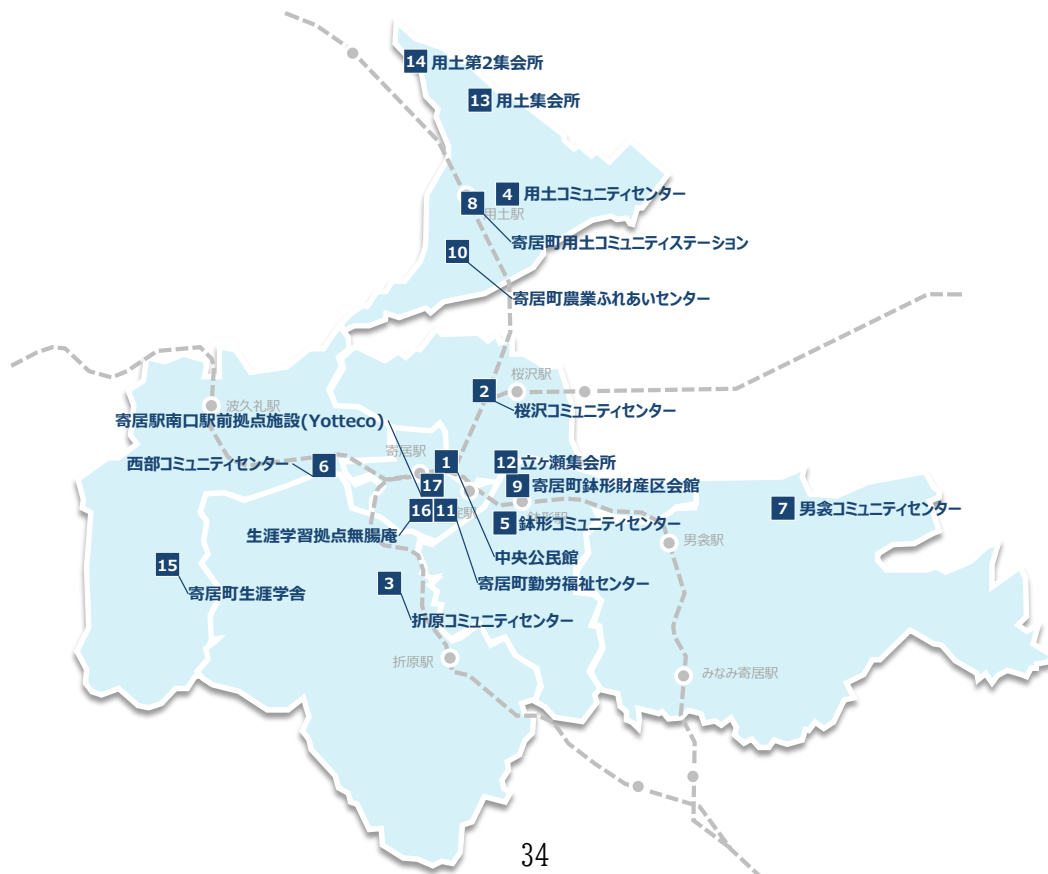 14 用土第2集会所
13 用土集会所
4 用土コミュニティセンター
8
用土駅
寄居町用土コミュニティステーション
10
寄居町農業ふれあいセンター
桜沢駅
2
桜沢コミュニティセンター
波久礼駅
寄居駅南口駅前拠点施設(Yotteco)
寄居駅
1
12 立ケ瀬集会所
西部コミュニティセンター
6
17
9 寄居町鉢形財産区会館
7 男衾コミュニティセンター
16
11
鉢形駅
5 鉢形コミュニティセンター
生涯学習拠点無腸庵
男衾駅
中央公民館
15
寄居町生涯学舎
3
寄居町勤労福祉センター
折原コミュニティセンター
折原駅
みなみ寄居駅
34